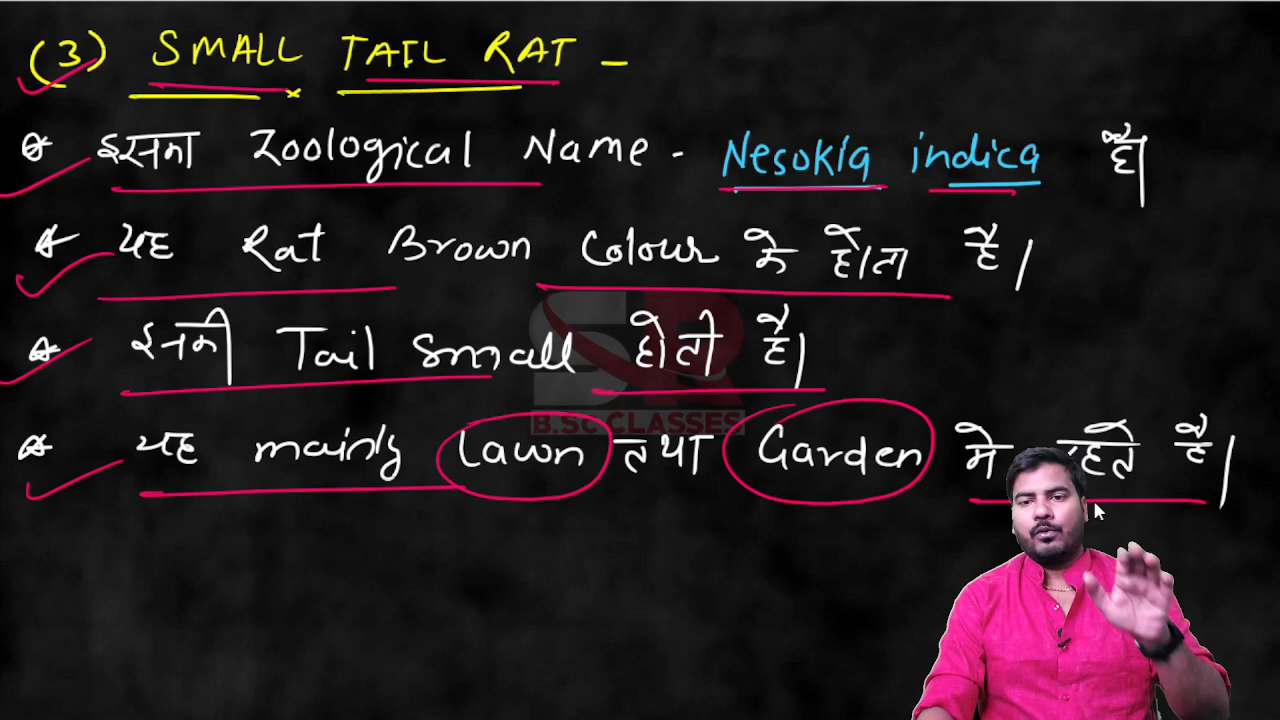 (3) SMALL TAIL RAT -
इसका Zoological Name - Nesokia indica है।
यह Rat Brown Colour के होता है।
इनकी Tail small होती है।
यह mainly Lawn तथा Garden मे रहते है।
SR
B.Sc CLASSES